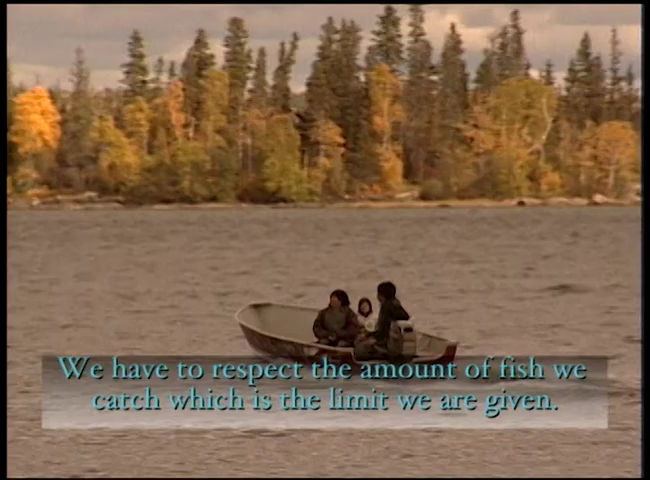 We have to respect the amount of fish we
catch which is the limit we are given.